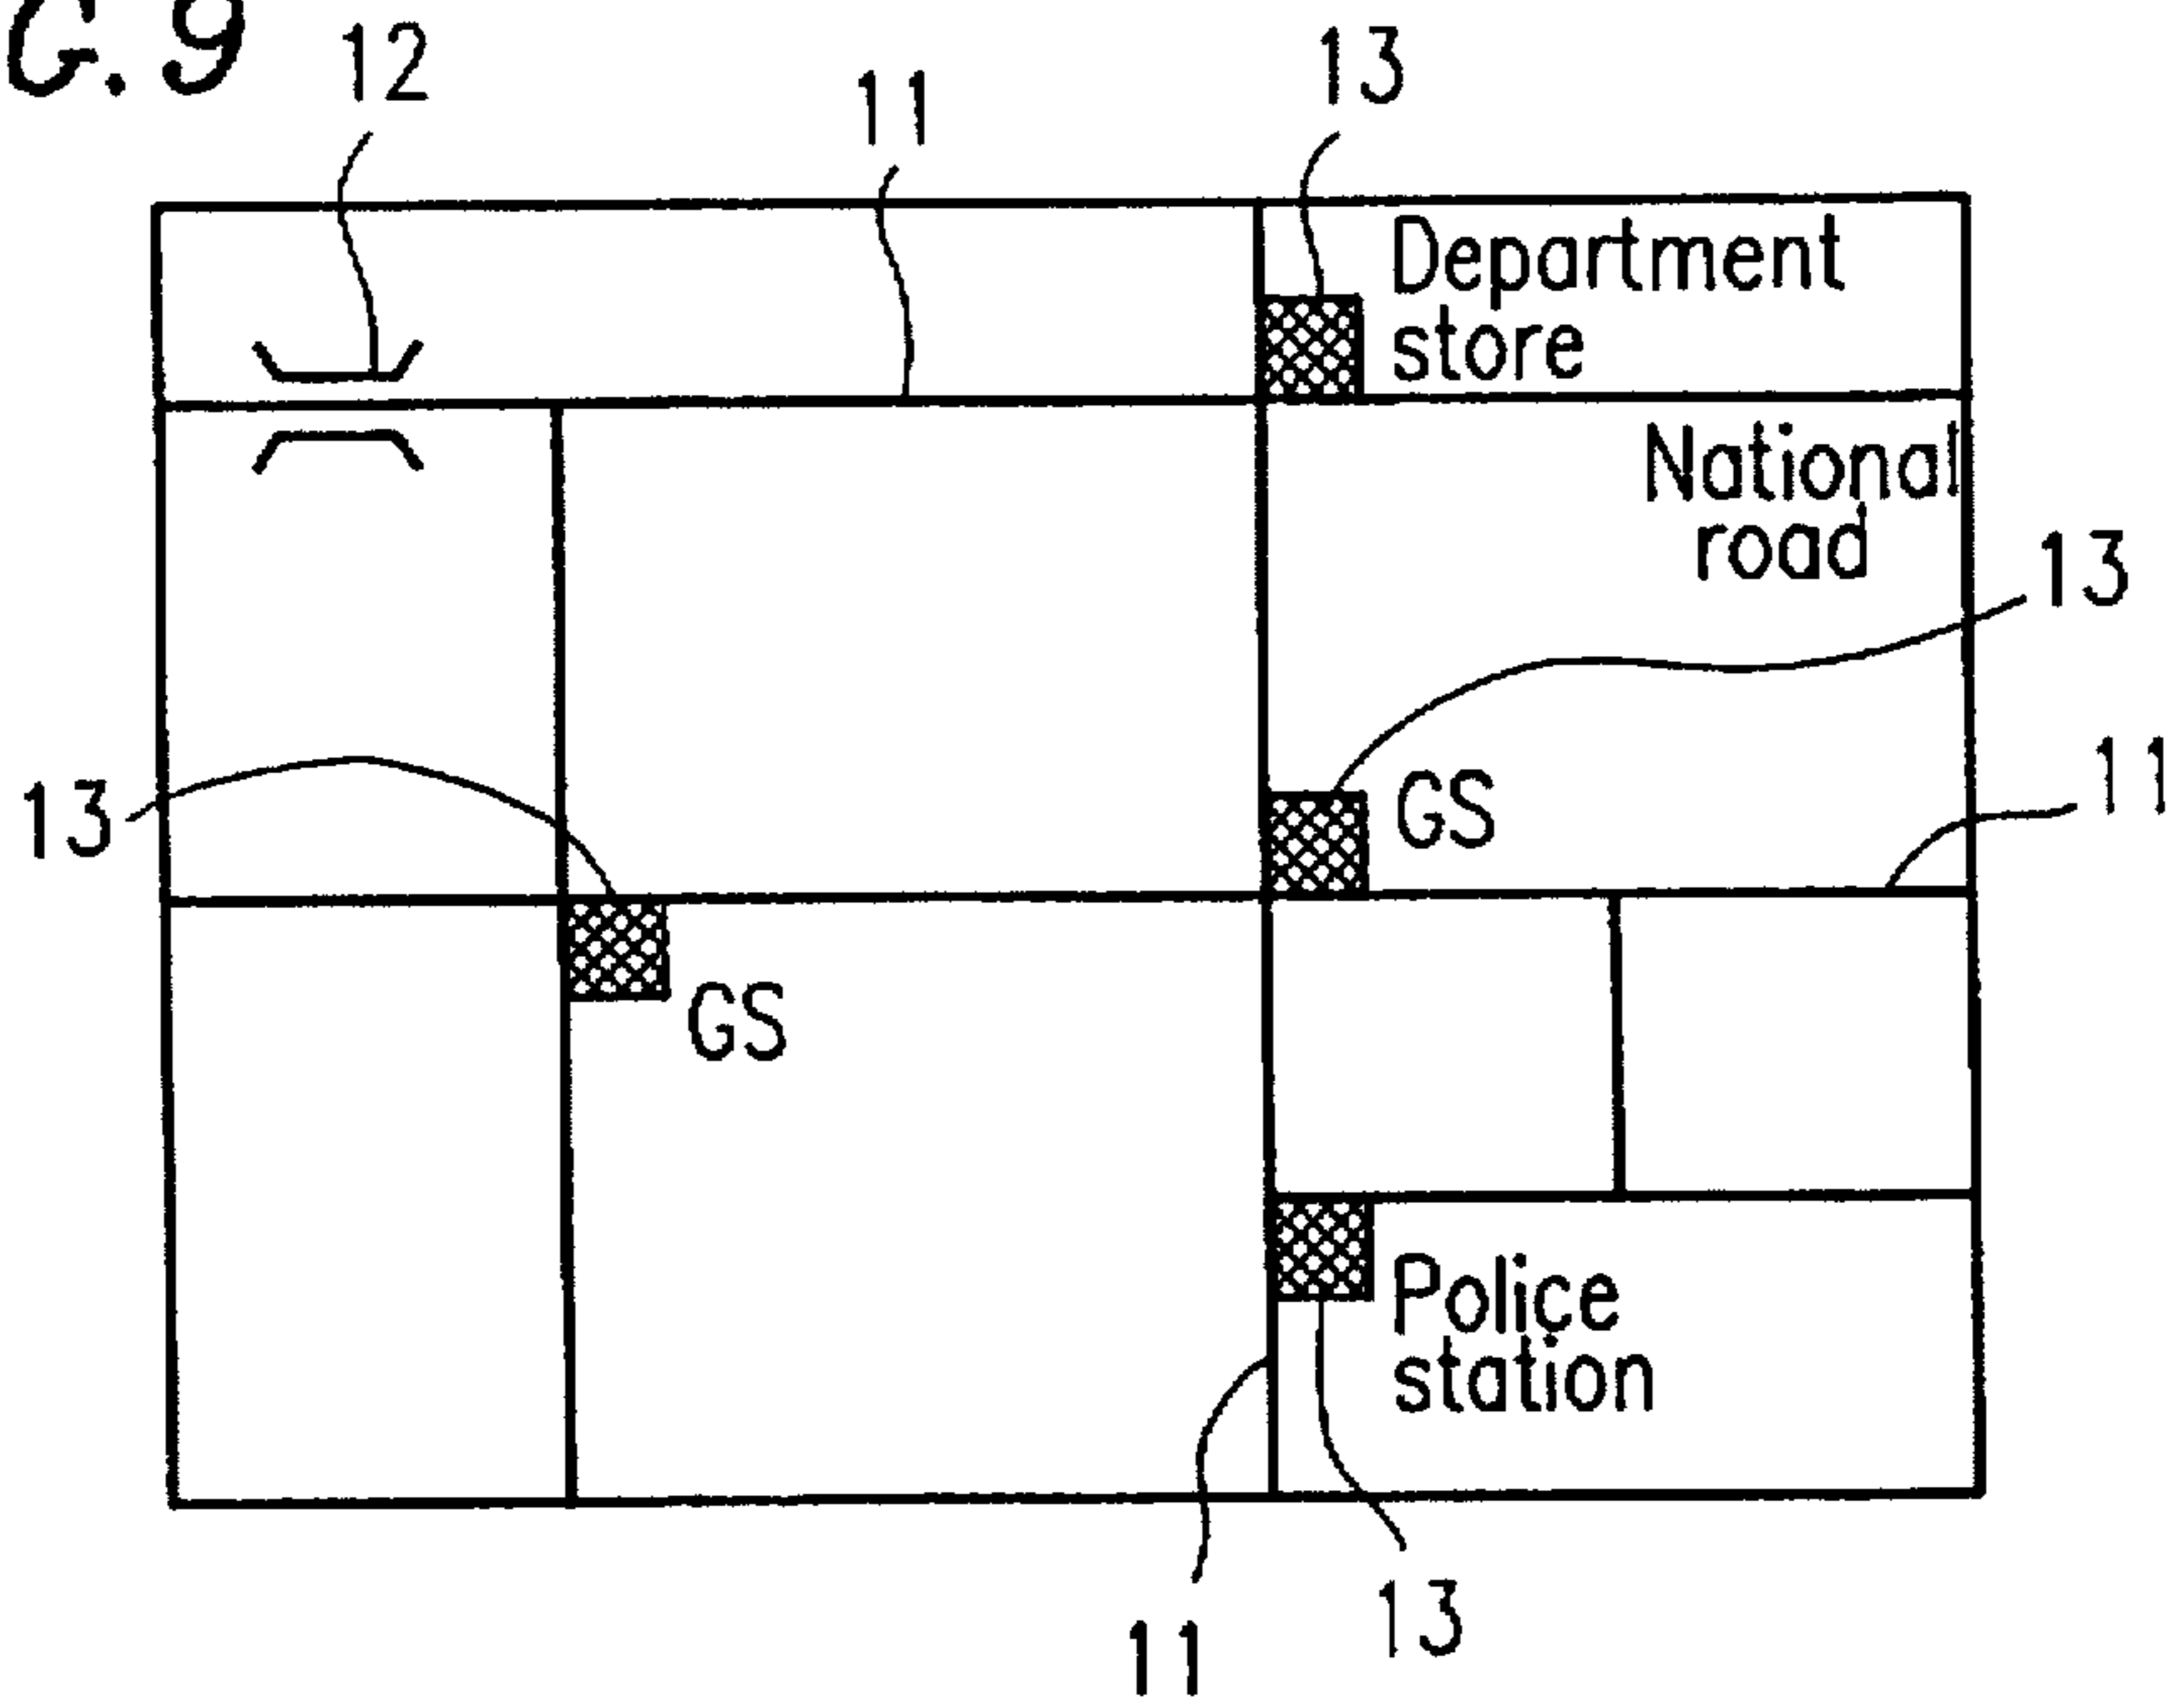 G. 9
12
11
13
Department
store
National
road
13
11
13
GS
GS
Police
station
11
13